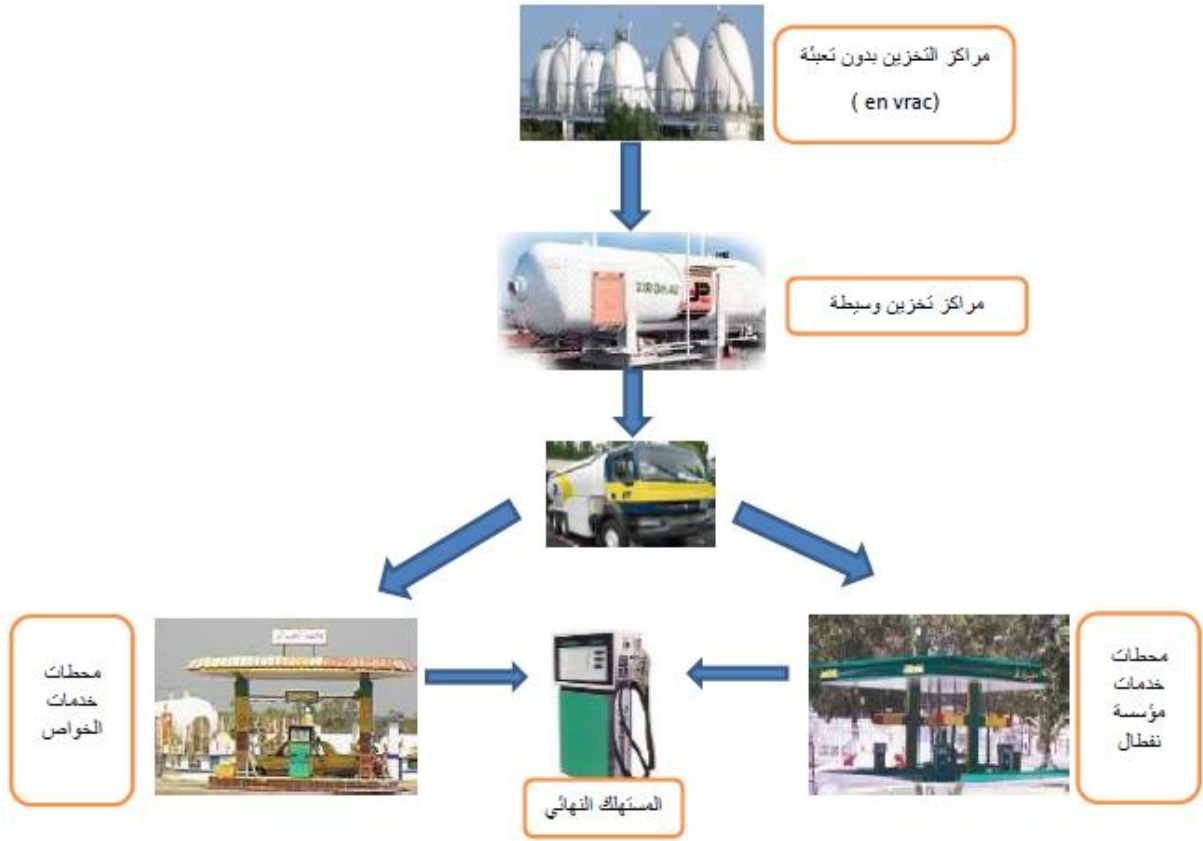 مراكز التخزين بدون تعبئة
( en vrac)
مراكز تخزين وسيطة
محطات
خدمات
مؤسسة
نفطال
محطات
خدمات
الخواص
المستهلك النهائي